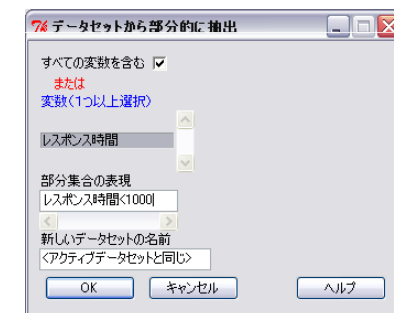 データセットから部分的に抽出
すべての変数を含む
または
変数(1つ以上選択)
レスポンス時間
部分集合の表現
レスポンス時間<1000
新しいデータセットの名前
<アクティブデータセットと同じ>
OK キャンセル ヘルプ